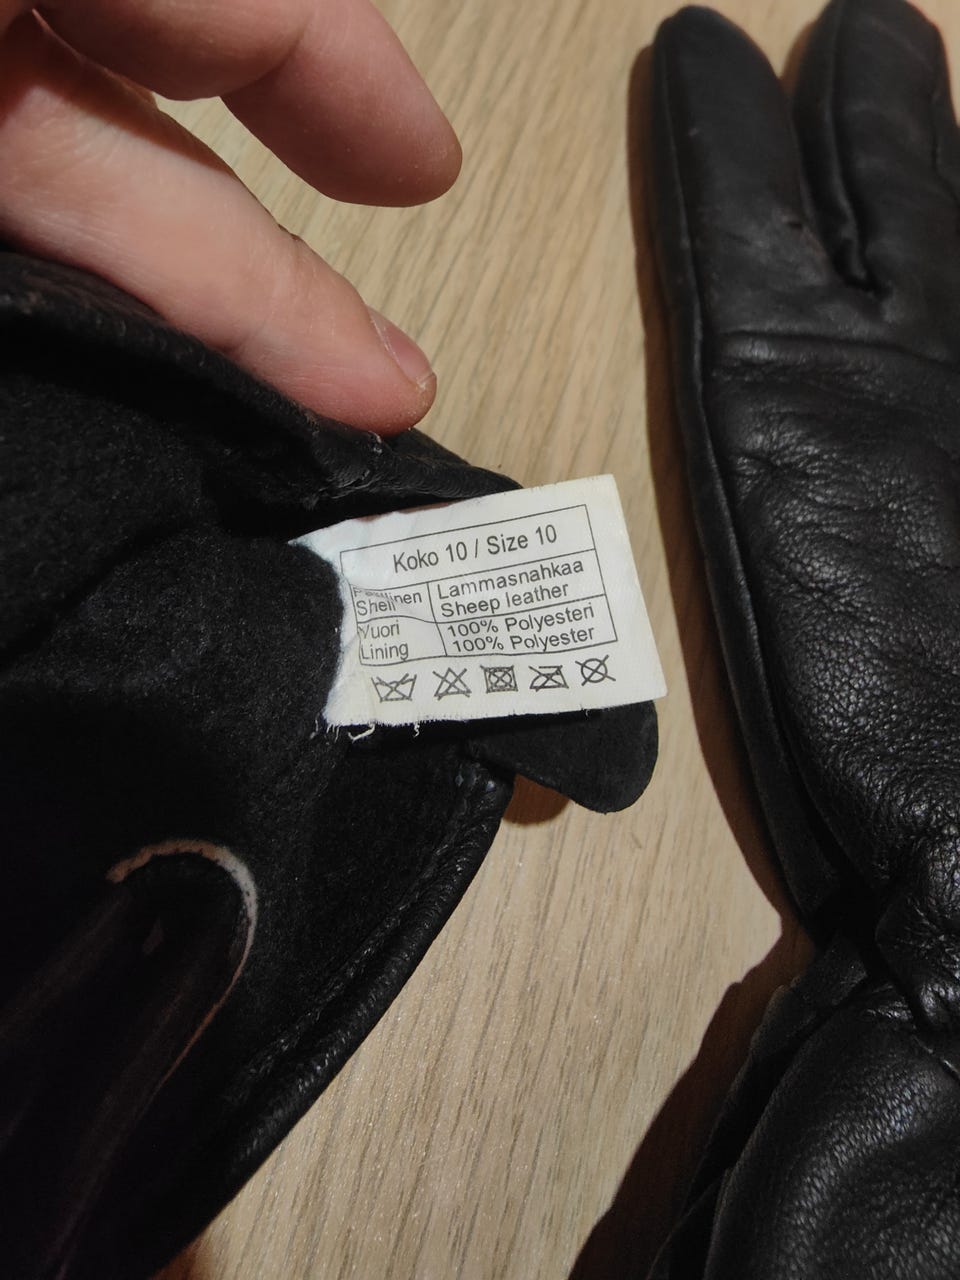 Koko 10 / Size 10
Lammasnahkaa
Shell Sheep leather
Vuori 100% Polyesteri
Lining 100% Polyester